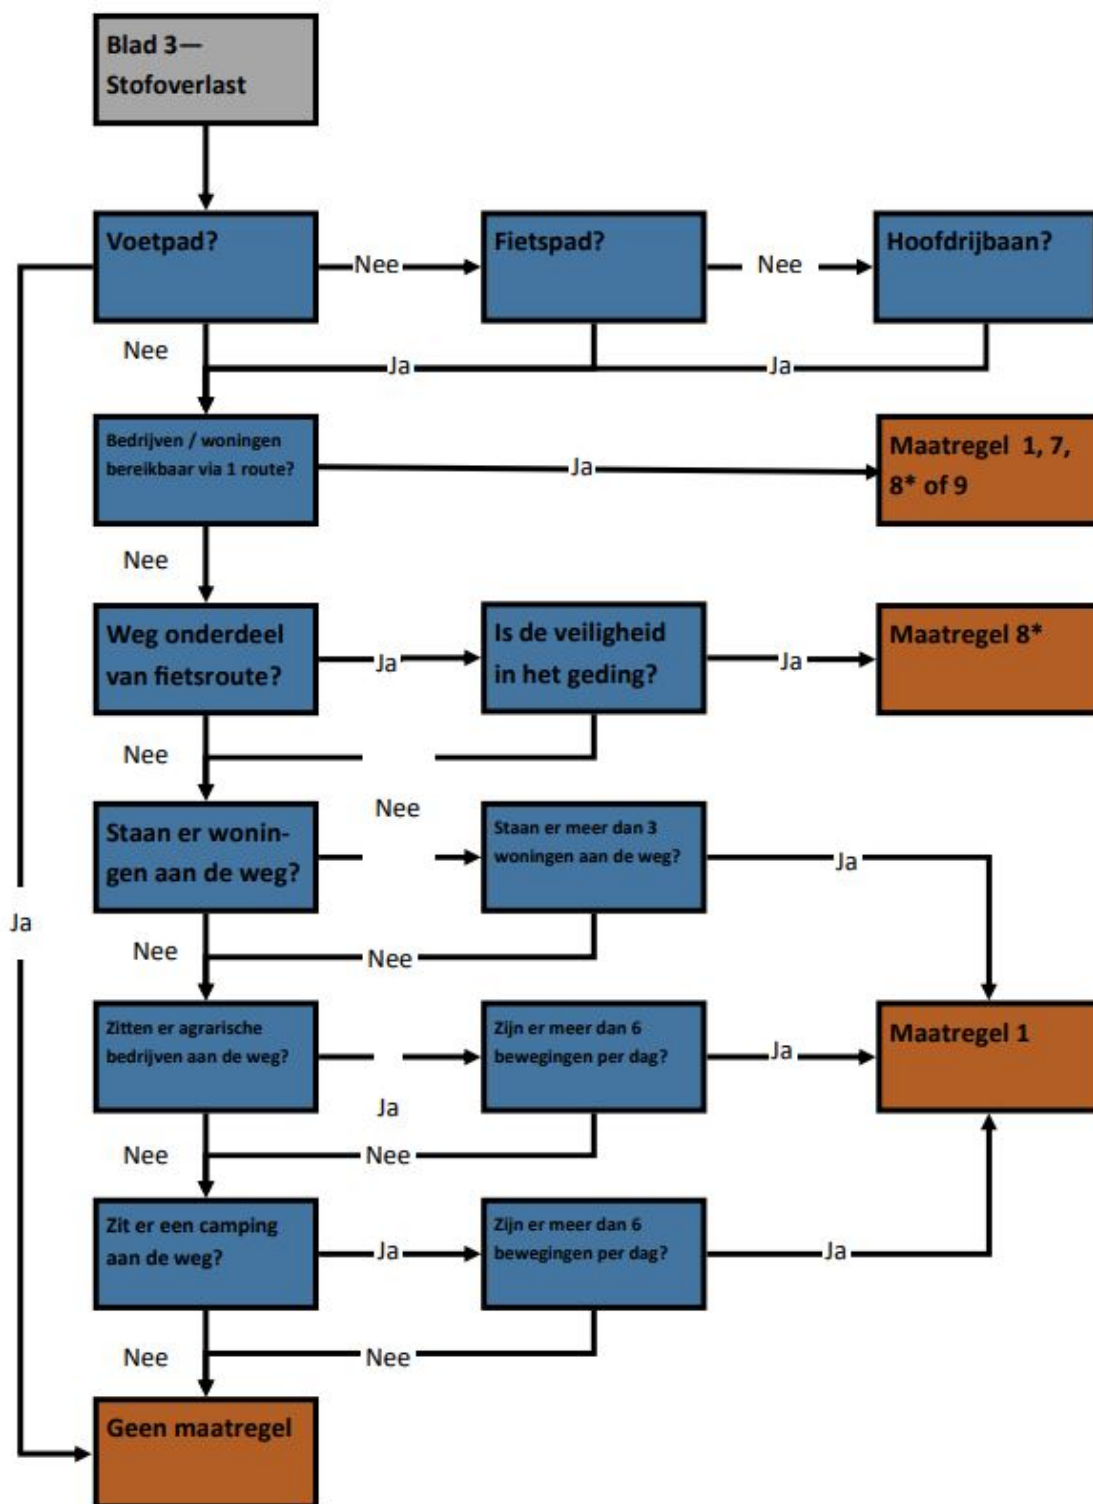 Blad 3—
Stofoverlast
Voetpad?
Nee
Fietspad?
Nee
Hoofdrijbaan?
Nee
Ja
Ja
Bedrijven / woningen
bereikbaar via 1 route?
Ja
Maatregel 1, 7,
8* of 9
Nee
Weg onderdeel
van fietsroute?
Ja
Is de veiligheid
in het geding?
Ja
Maatregel 8*
Nee
Nee
Staan er wonin-
gen aan de weg?
Staan er meer dan 3
woningen aan de weg?
Ja
Ja
Nee
Nee
Zitten er agrarische
bedrijven aan de weg?
Ja
Zijn er meer dan 6
bewegingen per dag?
Ja
Maatregel 1
Nee
Nee
Zit er een camping
aan de weg?
Ja
Zijn er meer dan 6
bewegingen per dag?
Ja
Nee
Nee
Geen maatregel